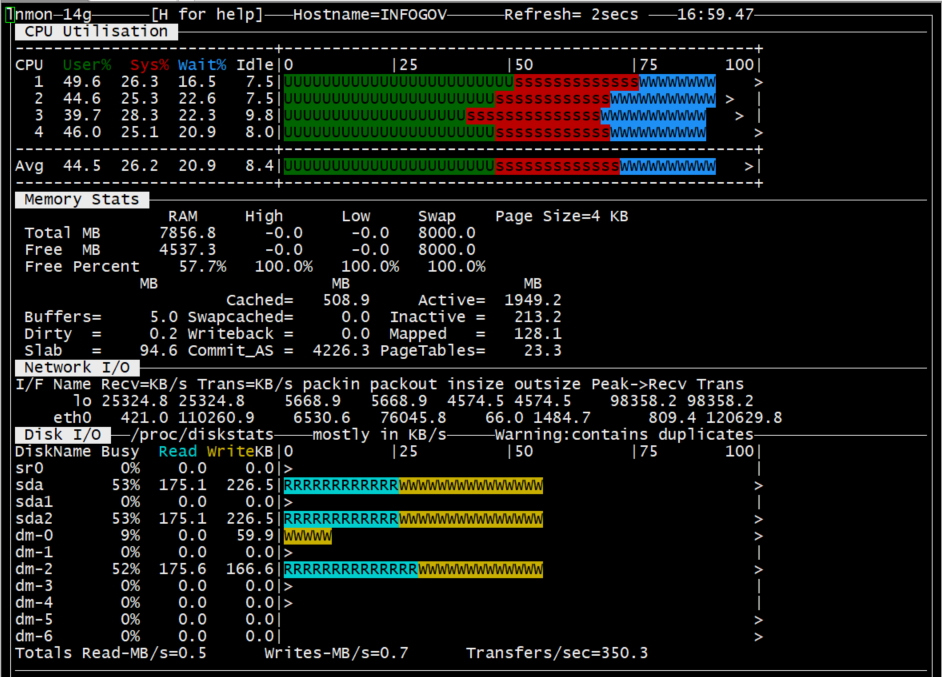 nmon-14g [H for help] Hostname=INFOGOV Refresh= 2secs 16:59.47
CPU Utilisation
CPU User% Sys% Wait% Idle|0 |25 |50 |75 100|
1 49.6 26.3 16.5 7.5|UUUUUUUUUUUUUUUUUUUUUUUUsssssssssssssWWWWWWWW >
2 44.6 25.3 22.6 7.5|UUUUUUUUUUUUUUUUUUUUUUssssssssssssWWWWWWWWWWW > |
3 39.7 28.3 22.3 9.8|UUUUUUUUUUUUUUUUUUUssssssssssssssWWWWWWWWWWW > |
4 46.0 25.1 20.9 8.0|UUUUUUUUUUUUUUUUUUUUUUssssssssssssWWWWWWWWWW >
Avg 44.5 26.2 20.9 8.4|UUUUUUUUUUUUUUUUUUUUUUsssssssssssssWWWWWWWWWW >|
Memory Stats
RAM High Low Swap Page Size=4 KB
Total MB 7856.8 -0.0 -0.0 8000.0
Free MB 4537.3 -0.0 -0.0 8000.0
Free Percent 57.7% 100.0% 100.0% 100.0%
MB MB MB
Cached= 508.9 Active= 1949.2
Buffers= 5.0 Swapcached= 0.0 Inactive = 213.2
Dirty = 0.2 Writeback = 0.0 Mapped = 128.1
Slab = 94.6 Commit_AS = 4226.3 PageTables= 23.3
Network I/O
I/F Name Recv=KB/s Trans=KB/s packin packout insize outsize Peak->Recv Trans
lo 25324.8 25324.8 5668.9 5668.9 4574.5 4574.5 98358.2 98358.2
eth0 421.0 110260.9 6530.6 76045.8 66.0 1484.7 809.4 120629.8
Disk I/O /proc/diskstats mostly in KB/s Warning:contains duplicates
DiskName Busy Read WriteKB|0 |25 |50 |75 100|
sr0 0% 0.0 0.0|> |
sda 53% 175.1 226.5|RRRRRRRRRRRRWWWWWWWWWWWWWWW >
sda1 0% 0.0 0.0|> |
sda2 53% 175.1 226.5|RRRRRRRRRRRRWWWWWWWWWWWWWWW >
dm-0 9% 0.0 59.9|WWWWW >
dm-1 0% 0.0 0.0|> |
dm-2 52% 175.6 166.6|RRRRRRRRRRRRRRWWWWWWWWWWWWW >
dm-3 0% 0.0 0.0|> |
dm-4 0% 0.0 0.0|> |
dm-5 0% 0.0 0.0| >
dm-6 0% 0.0 0.0| >
Totals Read-MB/s=0.5 Writes-MB/s=0.7 Transfers/sec=350.3